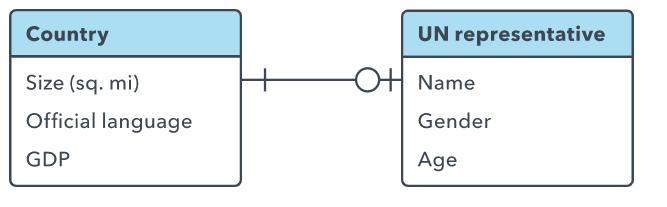 Country
Size (sq. mi)
Official language
GDP
UN representative
Name
Gender
Age